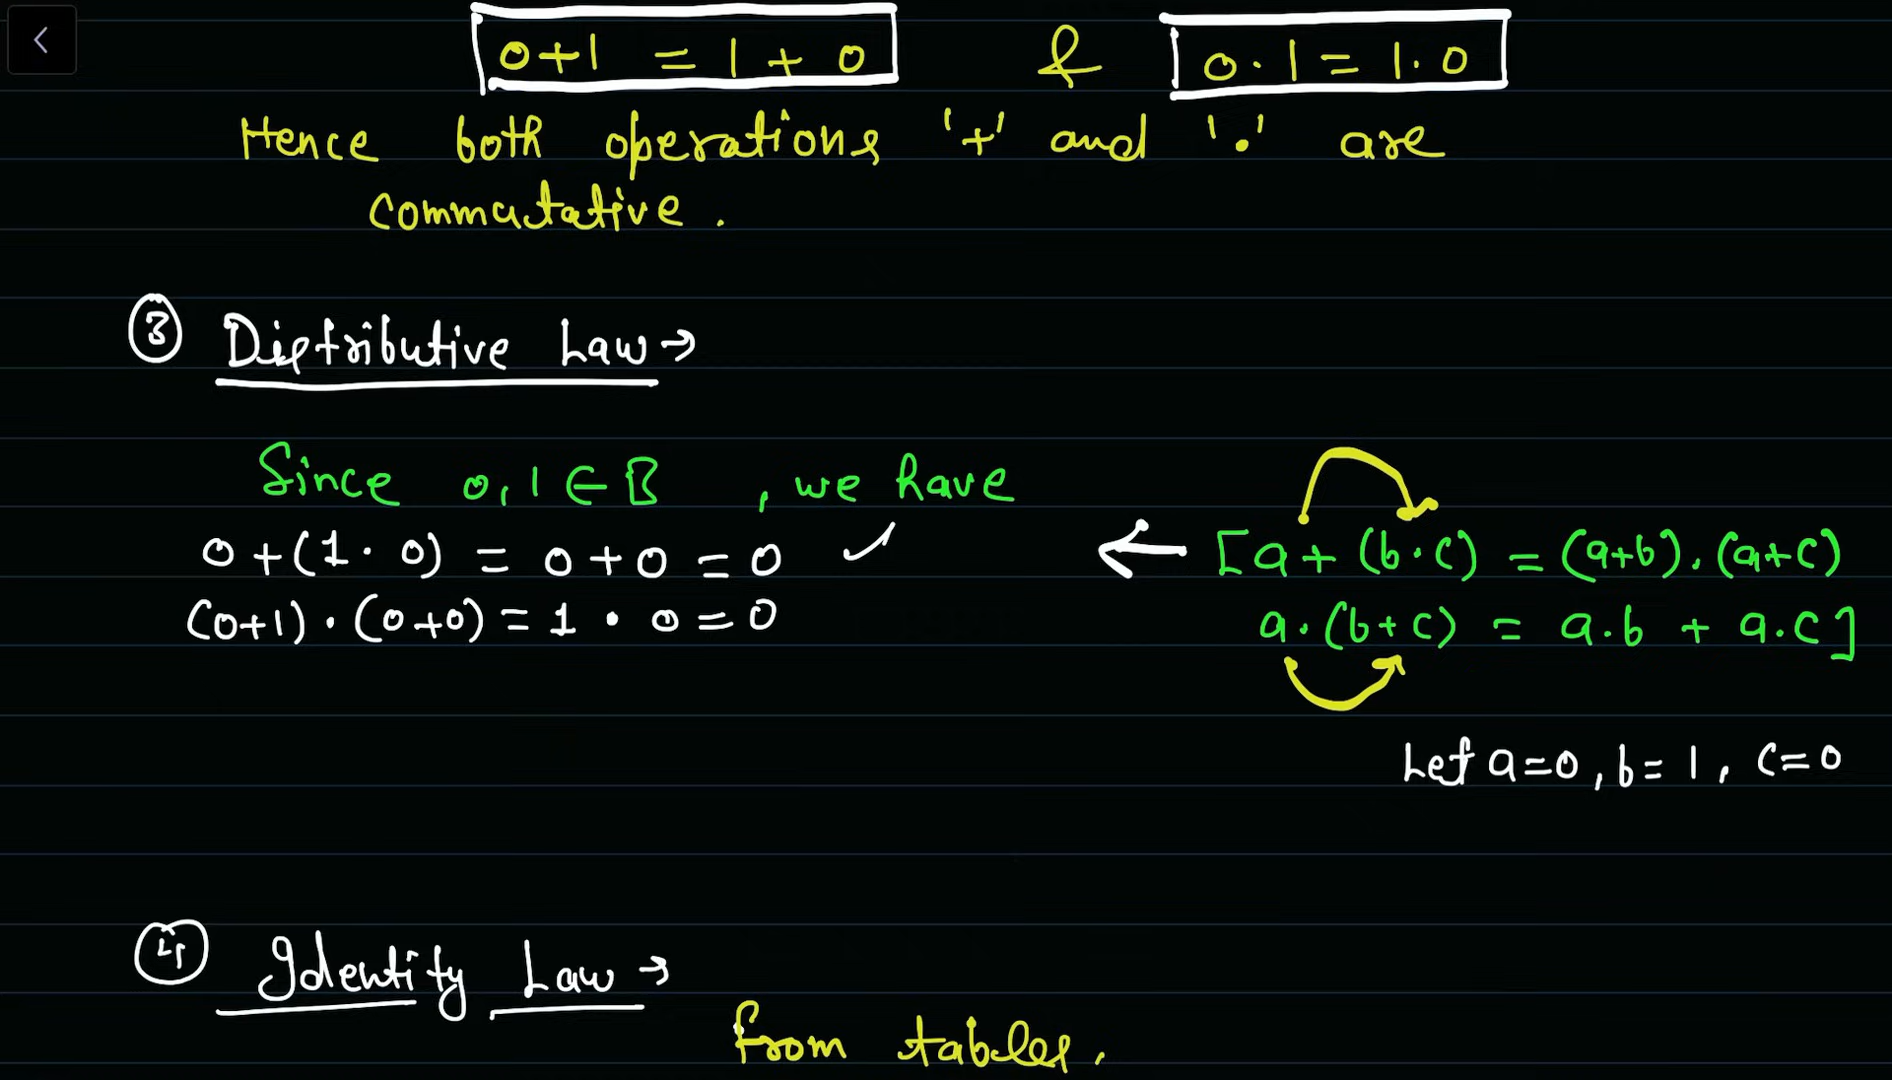 0+1 = 1+0 & 0·1 = 1·0
Hence both operations '+' and '·' are
commutative.
③ Distributive Law →
Since 0,1 ∈ B , we have
0+(1·0) = 0+0 = 0 ✓ ← [a+(b·c) = (a+b).(a+c)
(0+1)·(0+0) = 1·0 = 0 a·(b+c) = a.b + a.c]
Let a=0, b=1, c=0
④ Identity Law →
from tables,